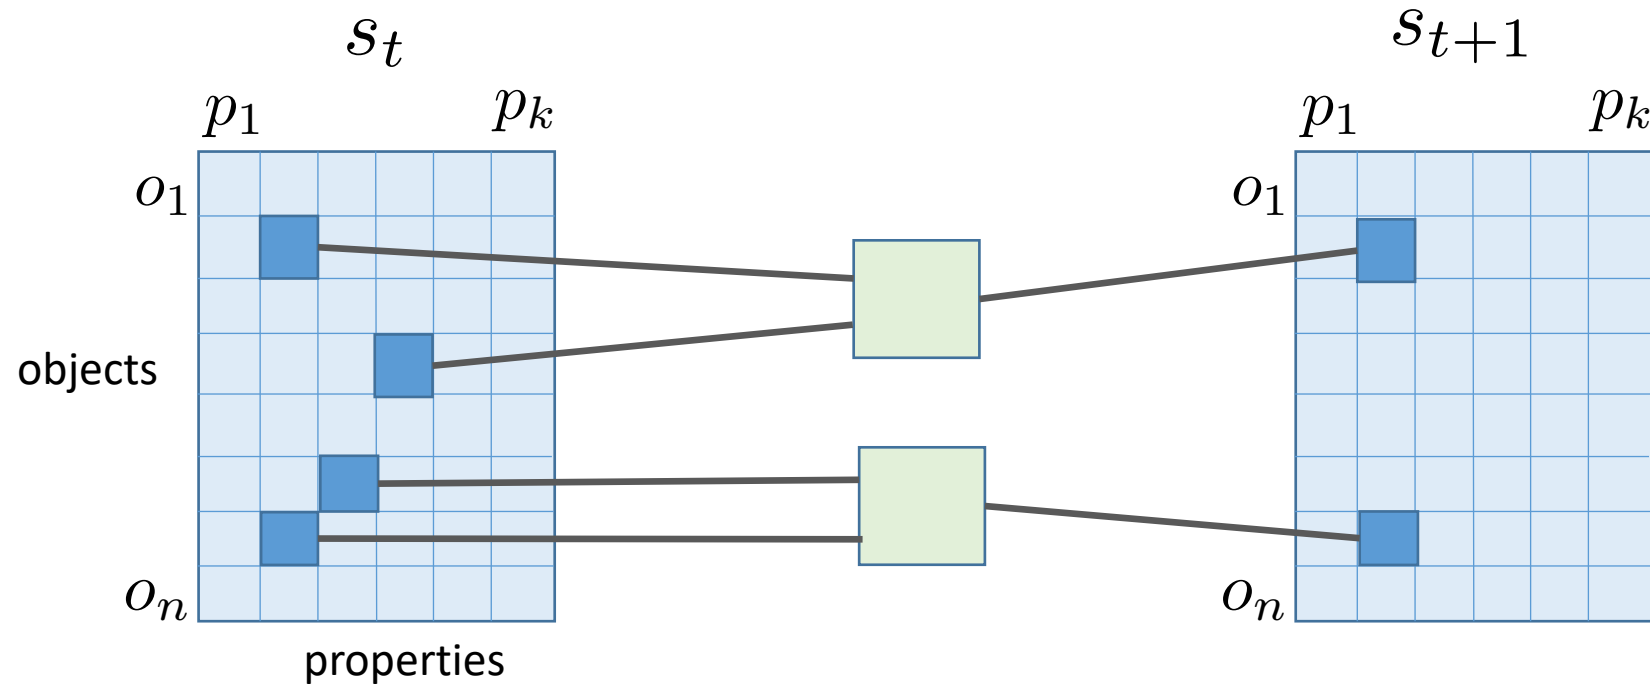 s_t
s_{t+1}
p_1
p_k
p_1
p_k
o_1
o_1
objects
o_n
o_n
properties